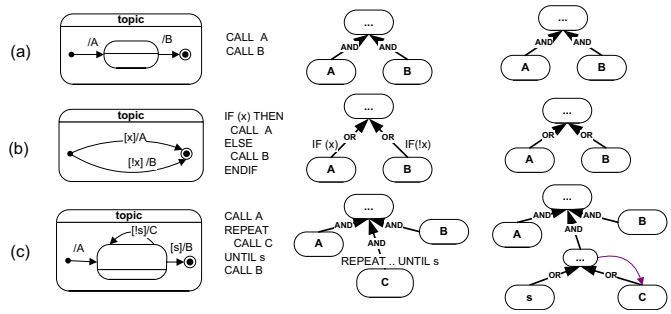 (a)
topic
/A
/B
CALL A
CALL B
...
AND
AND
A
B
...
AND
AND
A
B
(b)
topic
[x]/A
[!x] /B
IF (x) THEN
CALL A
ELSE
CALL B
ENDIF
...
IF (x)
OR
OR
IF(!x)
A
B
...
OR
OR
A
B
(c)
topic
[!s]/C
/A
[s]/B
CALL A
REPEAT
CALL C
UNTIL s
CALL B
...
AND
AND
A
B
AND
REPEAT .. UNTIL s
C
...
AND
AND
A
B
AND
...
OR
OR
s
C